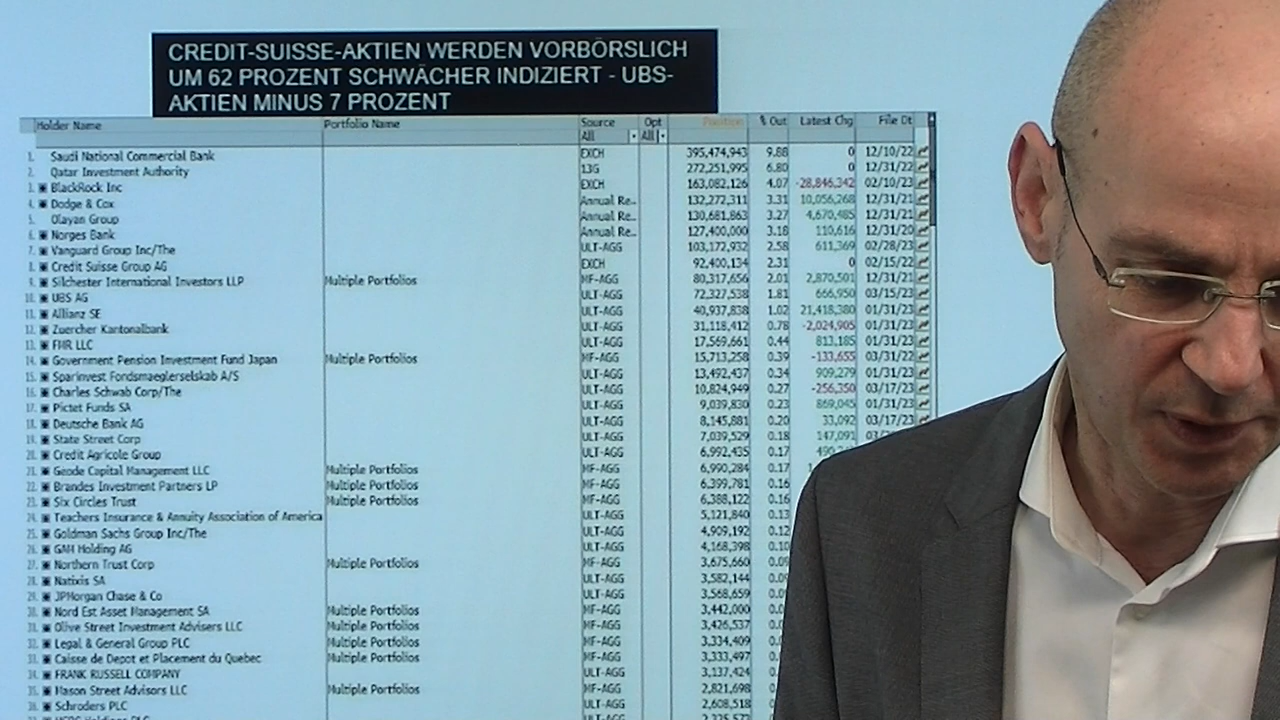 CREDIT-SUISSE-AKTIEN WERDEN VORBÖRSLICH
UM 62 PROZENT SCHWÄCHER INDIZIERT - UBS-
AKTIEN MINUS 7 PROZENT
Holder Name Portfolio Name Source Opt Position % Out Latest Chg File Dt
All All
1. Saudi National Commercial Bank EXCH 395,474,943 9.88 0 12/10/22
2. Qatar Investment Authority 13G 272,251,995 6.80 0 12/31/22
3. BlackRock Inc EXCH 163,082,126 4.07 -28,846,342 02/10/23
4. Dodge & Cox Annual Re... 132,272,311 3.31 10,056,268 12/31/21
5. Olayan Group Annual Re... 130,681,863 3.27 4,670,485 12/31/21
6. Norges Bank Annual Re... 127,400,000 3.18 110,616 12/31/20
7. Vanguard Group Inc/The ULT-AGG 103,172,932 2.58 611,369 02/28/23
8. Credit Suisse Group AG EXCH 92,400,134 2.31 0 02/15/22
9. Silchester International Investors LLP Multiple Portfolios MF-AGG 80,317,656 2.01 2,870,501 12/31/21
10. UBS AG ULT-AGG 72,327,538 1.81 666,950 03/15/23
11. Allianz SE ULT-AGG 40,937,838 1.02 21,418,380 01/31/23
12. Zuercher Kantonalbank ULT-AGG 31,118,412 0.78 -2,024,905 01/31/23
13. FMR LLC ULT-AGG 17,569,661 0.44 813,185 01/31/23
14. Government Pension Investment Fund Japan Multiple Portfolios MF-AGG 15,713,258 0.39 -133,655 03/31/22
15. Sparinvest Fondsmaeglerselskab A/S ULT-AGG 13,492,437 0.34 909,279 01/31/23
16. Charles Schwab Corp/The ULT-AGG 10,824,949 0.27 -256,350 03/17/23
17. Pictet Funds SA ULT-AGG 9,039,830 0.23 869,045 01/31/23
18. Deutsche Bank AG ULT-AGG 8,145,881 0.20 33,092 03/17/23
19. State Street Corp ULT-AGG 7,039,529 0.18 147,091
20. Credit Agricole Group ULT-AGG 6,992,435 0.17
21. Geode Capital Management LLC Multiple Portfolios MF-AGG 6,990,284 0.17
22. Brandes Investment Partners LP Multiple Portfolios MF-AGG 6,399,781 0.16
23. Six Circles Trust Multiple Portfolios MF-AGG 6,388,122 0.16
24. Teachers Insurance & Annuity Association of America ULT-AGG 5,121,840 0.13
25. Goldman Sachs Group Inc/The ULT-AGG 4,909,192 0.12
26. GAM Holding AG ULT-AGG 4,168,398 0.10
27. Northern Trust Corp Multiple Portfolios MF-AGG 3,675,660 0.09
28. Natixis SA ULT-AGG 3,582,144 0.09
29. JPMorgan Chase & Co ULT-AGG 3,568,659 0.0
30. Nord Est Asset Management SA Multiple Portfolios MF-AGG 3,442,000 0.0
31. Olive Street Investment Advisers LLC Multiple Portfolios MF-AGG 3,426,537 0.0
32. Legal & General Group PLC Multiple Portfolios MF-AGG 3,334,409 0.0
33. Caisse de Depot et Placement du Quebec Multiple Portfolios MF-AGG 3,333,497 0.0
34. FRANK RUSSELL COMPANY ULT-AGG 3,137,424 0.0
35. Mason Street Advisors LLC Multiple Portfolios MF-AGG 2,821,698 0.0
36. Schroders PLC ULT-AGG 2,608,518 0.0